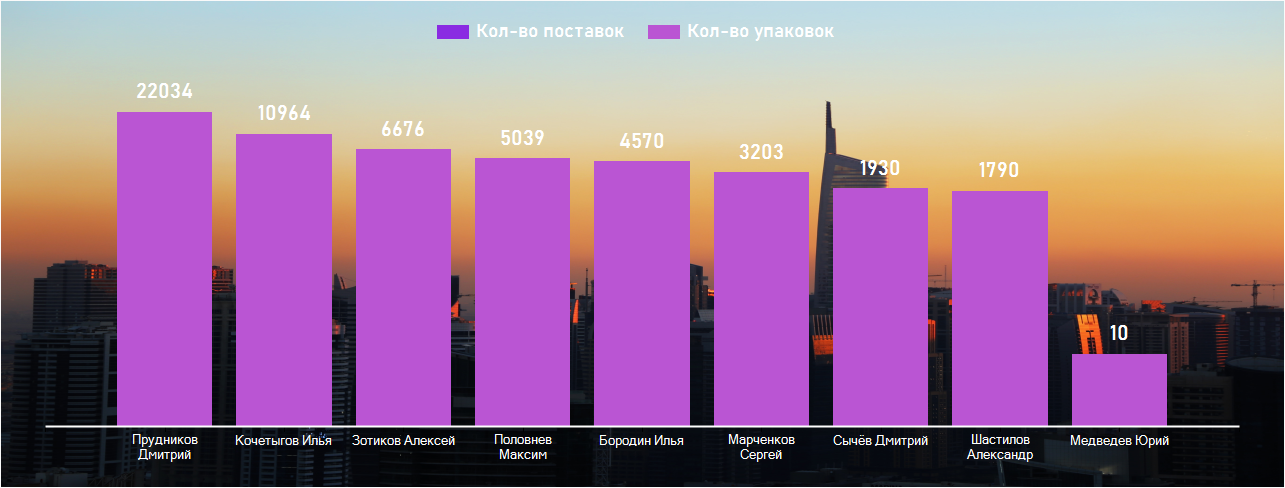 Кол-во поставок Кол-во упаковок
22034
10964
6676
5039
4570
3203
1930
1790
10
Прудников
Дмитрий
Кочетыгов Илья
Зотиков Алексей
Половнев
Максим
Бородин Илья
Марченков
Сергей
Сычёв Дмитрий
Шастилов
Александр
Медведев Юрий